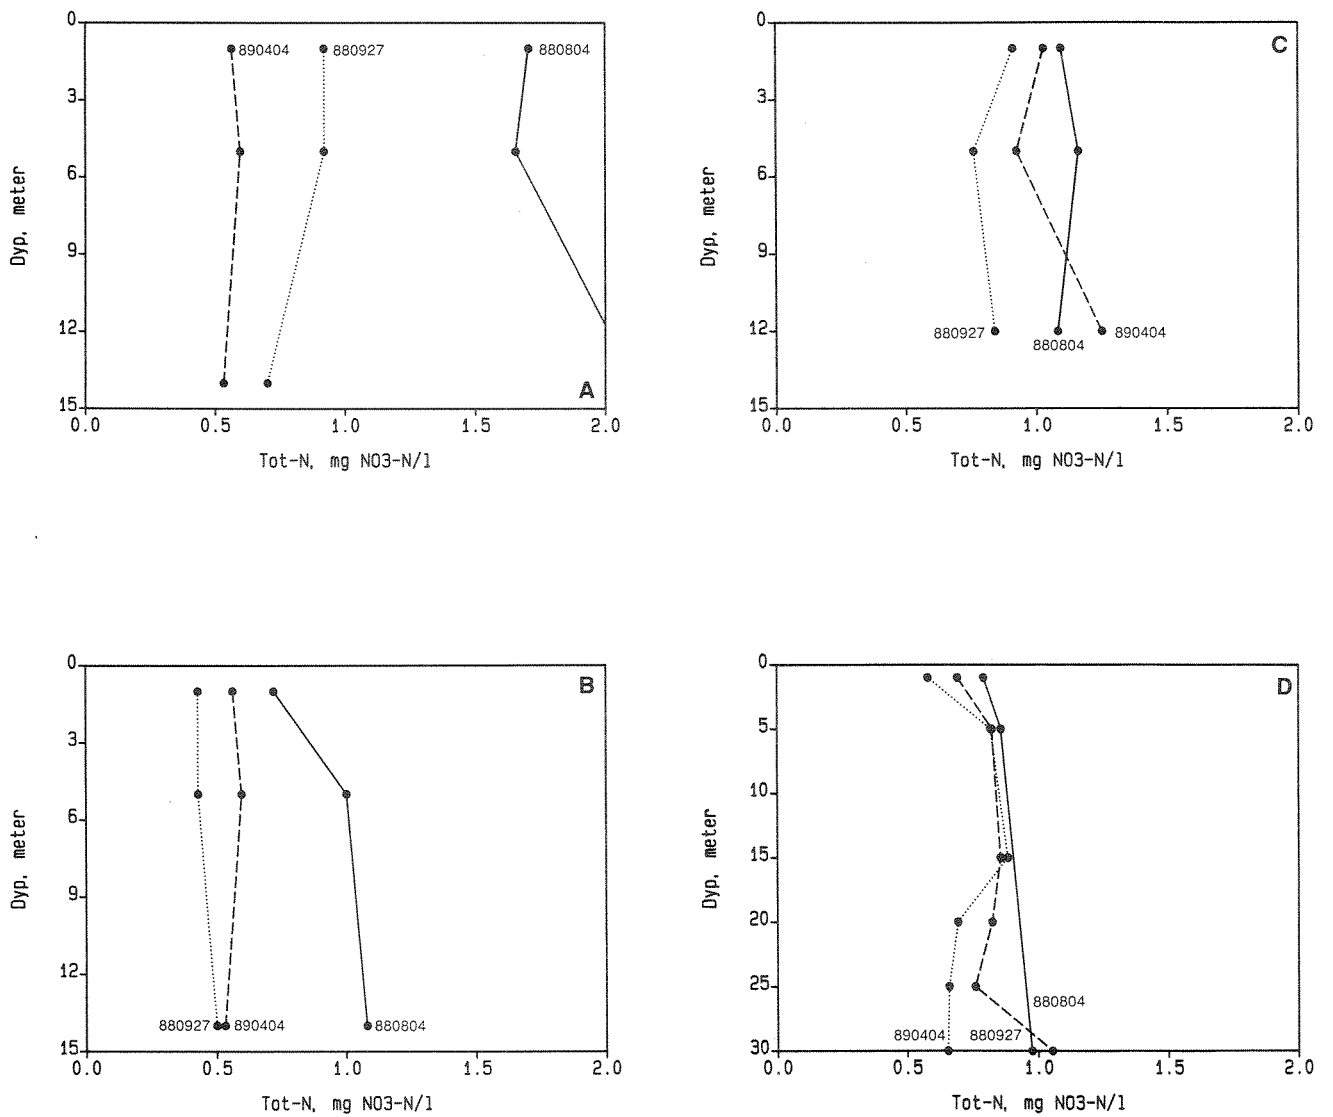 0
890404 880927 880804
3
6
Dyp, meter
9
12
A
15
0.0 0.5 1.0 1.5 2.0
Tot-N, mg NO3-N/l
0
C
3
6
Dyp, meter
9
12
880927 880804 890404
15
0.0 0.5 1.0 1.5 2.0
Tot-N, mg NO3-N/l
0
B
3
6
Dyp, meter
9
12
880927 890404 880804
15
0.0 0.5 1.0 1.5 2.0
Tot-N, mg NO3-N/l
0
D
5
10
15
Dyp, meter
20
25
880804
890404 880927
30
0.0 0.5 1.0 1.5 2.0
Tot-N, mg NO3-N/l